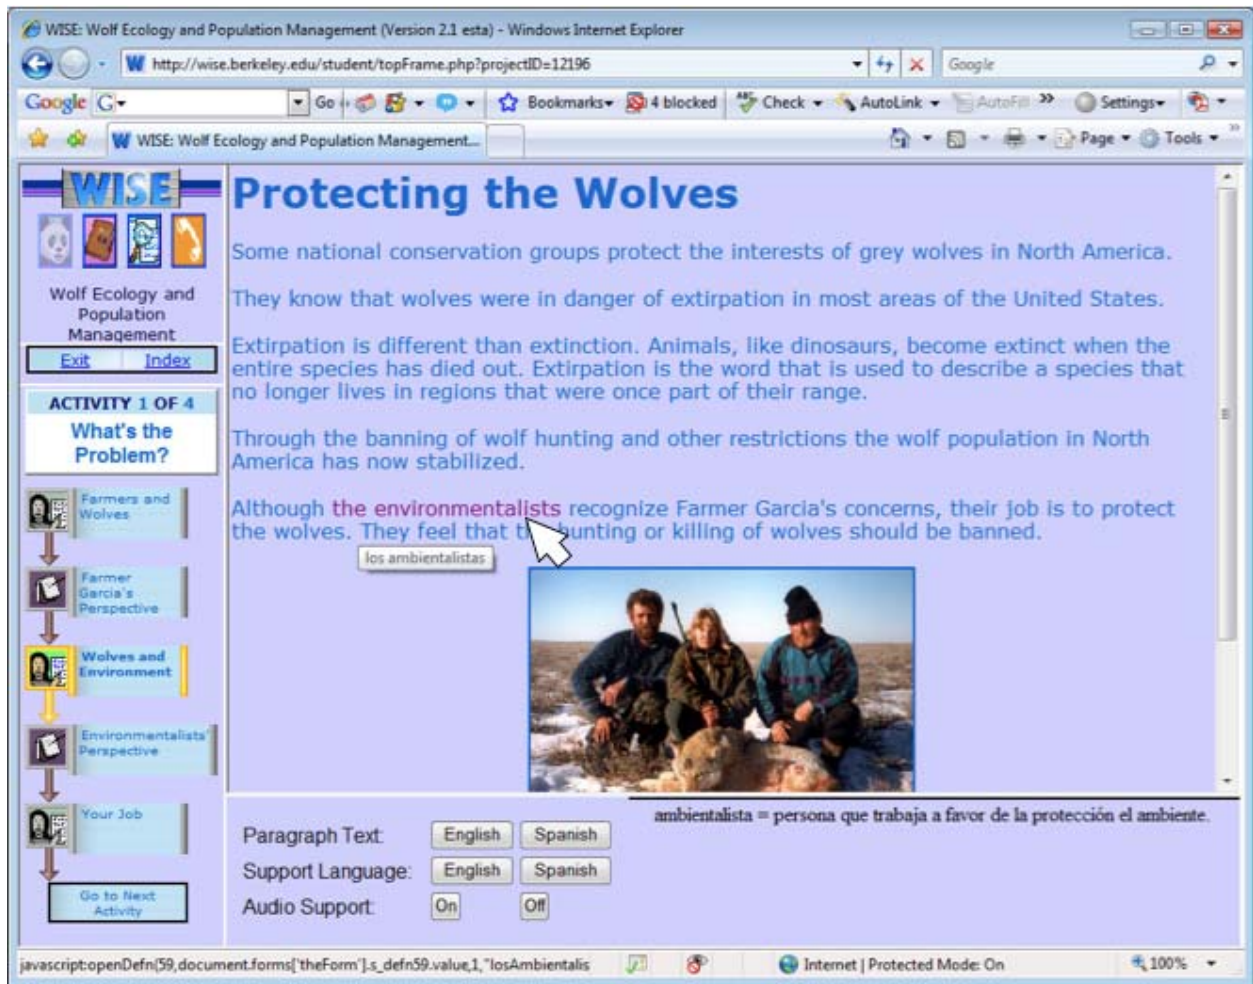 WISE: Wolf Ecology and Population Management (Version 2.1 esta) - Windows Internet Explorer
http://wise.berkeley.edu/student/topFrame.php?projectID=12196
Google
Google G
Go
Bookmarks
4 blocked
Check
AutoLink
AutoFill
Settings
WISE: Wolf Ecology and Population Management...
Page
Tools
WISE
Wolf Ecology and
Population
Management
Exit Index
ACTIVITY 1 OF 4
What's the
Problem?
Farmers and
Wolves
Farmer
Garcia's
Perspective
Wolves and
Environment
Environmentalists'
Perspective
Your Job
Go to Next
Activity
Protecting the Wolves
Some national conservation groups protect the interests of grey wolves in North America.
They know that wolves were in danger of extirpation in most areas of the United States.
Extirpation is different than extinction. Animals, like dinosaurs, become extinct when the
entire species has died out. Extirpation is the word that is used to describe a species that
no longer lives in regions that were once part of their range.
Through the banning of wolf hunting and other restrictions the wolf population in North
America has now stabilized.
Although the environmentalists recognize Farmer Garcia's concerns, their job is to protect
the wolves. They feel that hunting or killing of wolves should be banned.
los ambientalistas
Paragraph Text: English Spanish
Support Language: English Spanish
Audio Support: On Off
ambientalista = persona que trabaja a favor de la protección el ambiente.
javascript:openDefn(59,document.forms['theForm'].s_defn59.value,1,"losAmbientalis
Internet | Protected Mode: On
100%